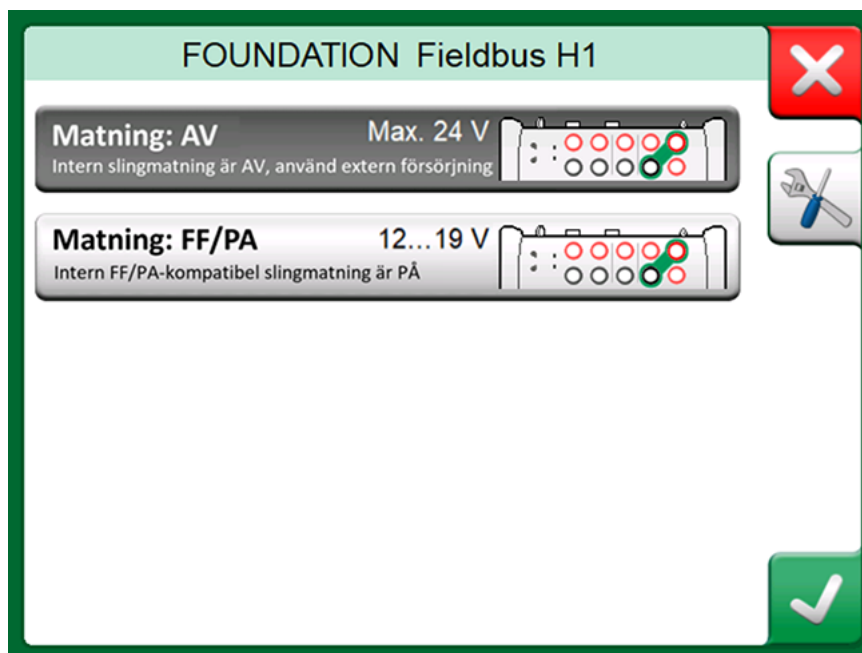 FOUNDATION Fieldbus H1
Matning: AV Max. 24 V
Intern slingmatning är AV, använd extern försörjning
Matning: FF/PA 12...19 V
Intern FF/PA-kompatibel slingmatning är PÅ